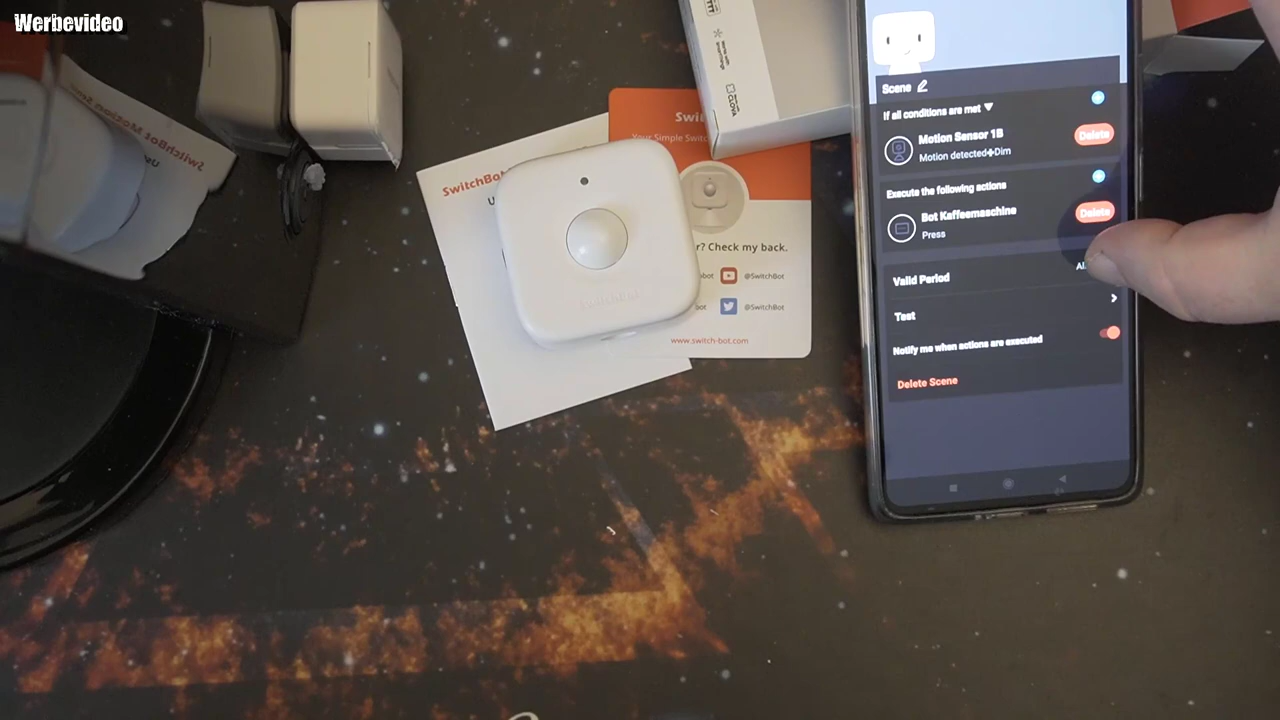 Werbevideo
Scene
If all conditions are met
Motion Sensor 1B
Delete
Motion detected+Dim
Execute the following actions
Bot Kaffeemaschine
Delete
Press
Valid Period
Test
Notify me when actions are executed
Delete Scene
SwitchBot Motion
SwitchBot
Your Simple
? Check my back.
@SwitchBot
@SwitchBot
www.switch-bot.com